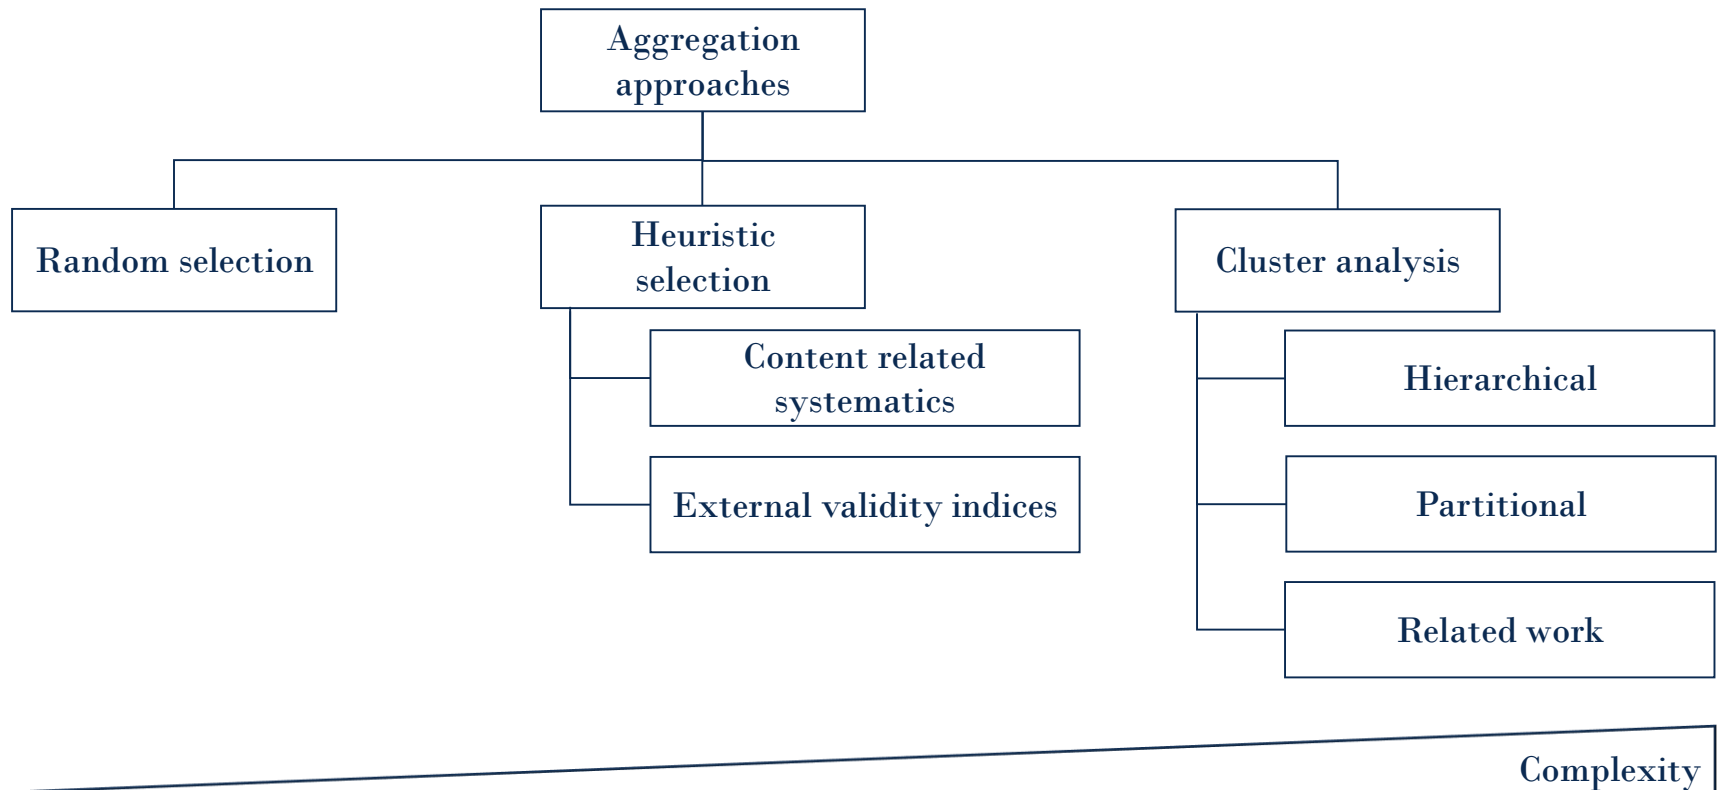 Aggregation
approaches
Random selection
Heuristic
selection
Cluster analysis
Content related
systematics
External validity indices
Hierarchical
Partitional
Related work
Complexity